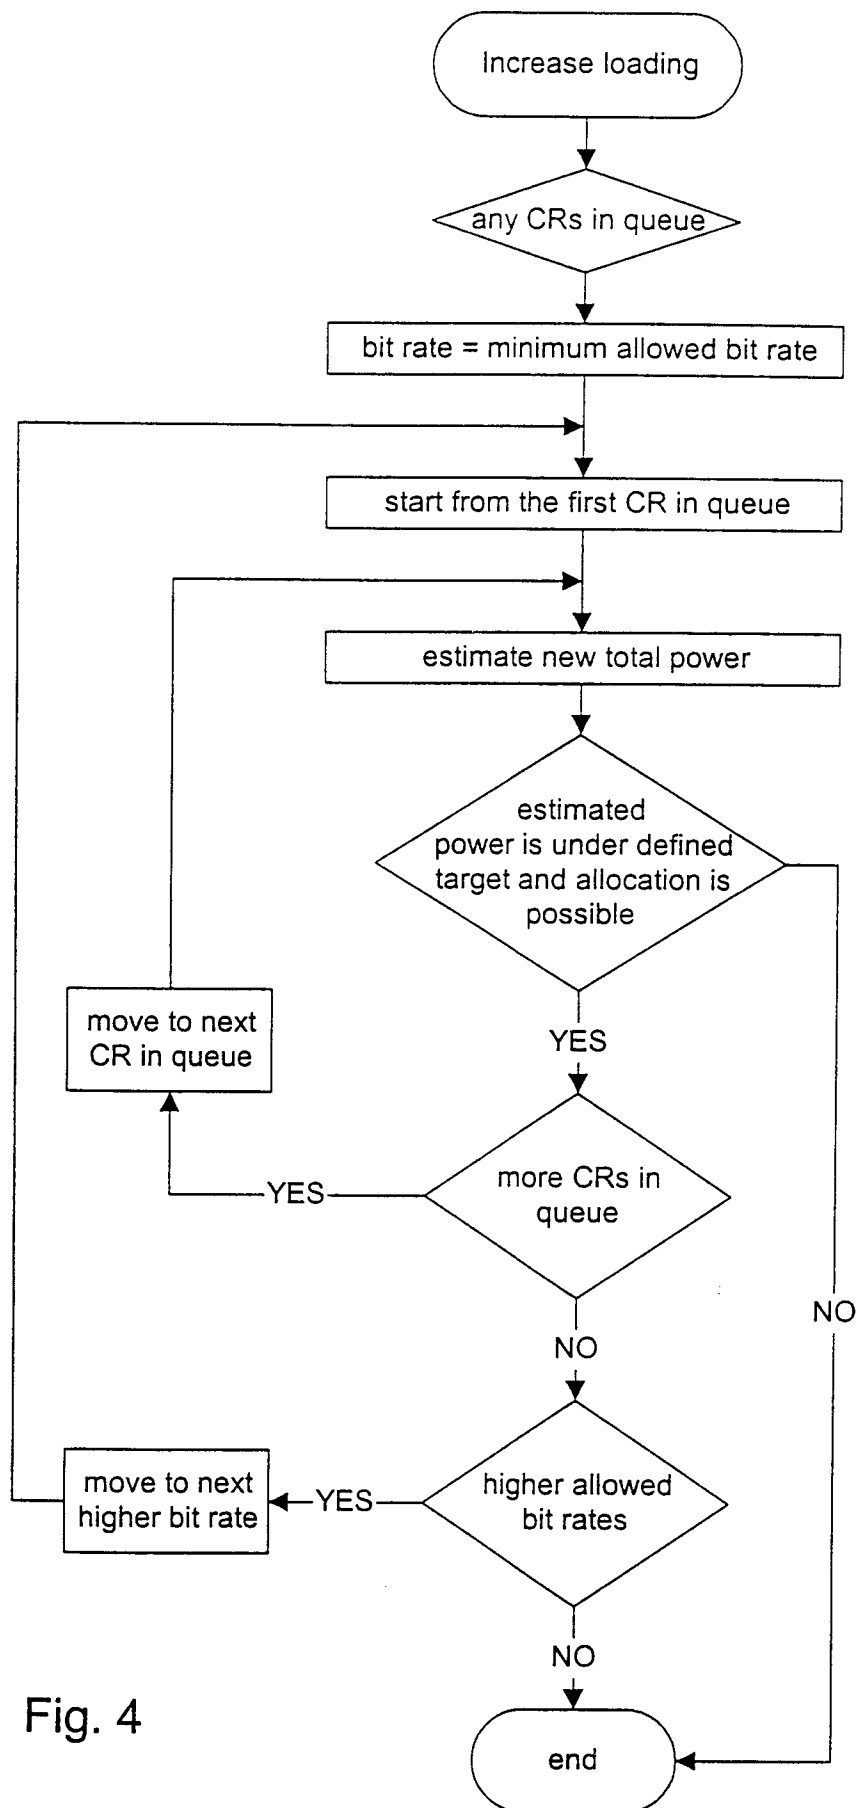 Increase loading
any CRs in queue
bit rate = minimum allowed bit rate
start from the first CR in queue
estimate new total power
estimated
power is under defined
target and allocation is
possible
move to next
CR in queue
YES
more CRs in
queue
YES
NO
NO
move to next
higher bit rate
YES
higher allowed
bit rates
NO
Fig. 4
end